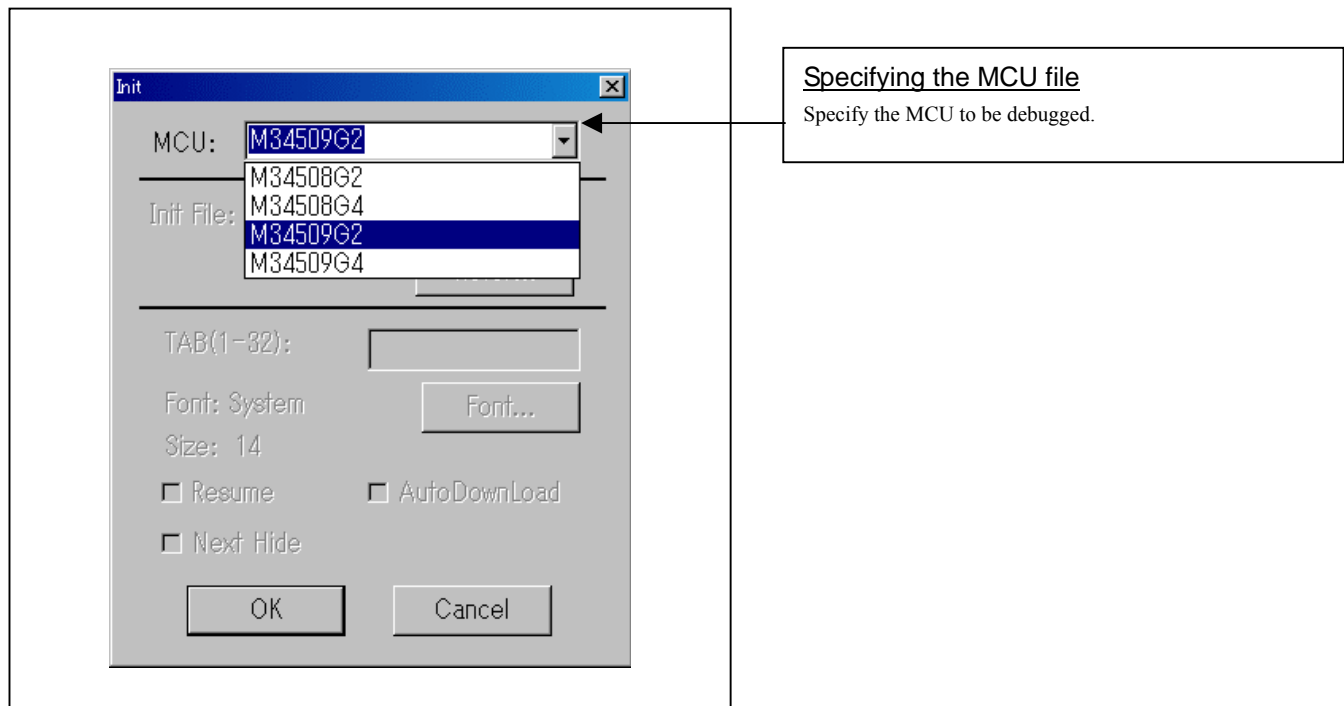 Init
MCU: M34509G2
M34508G2
M34508G4
M34509G2
M34509G4
Init File:
TAB(1-32):
Font: System
Font...
Size: 14
Resume
AutoDownLoad
Next Hide
OK
Cancel
Specifying the MCU file
Specify the MCU to be debugged.